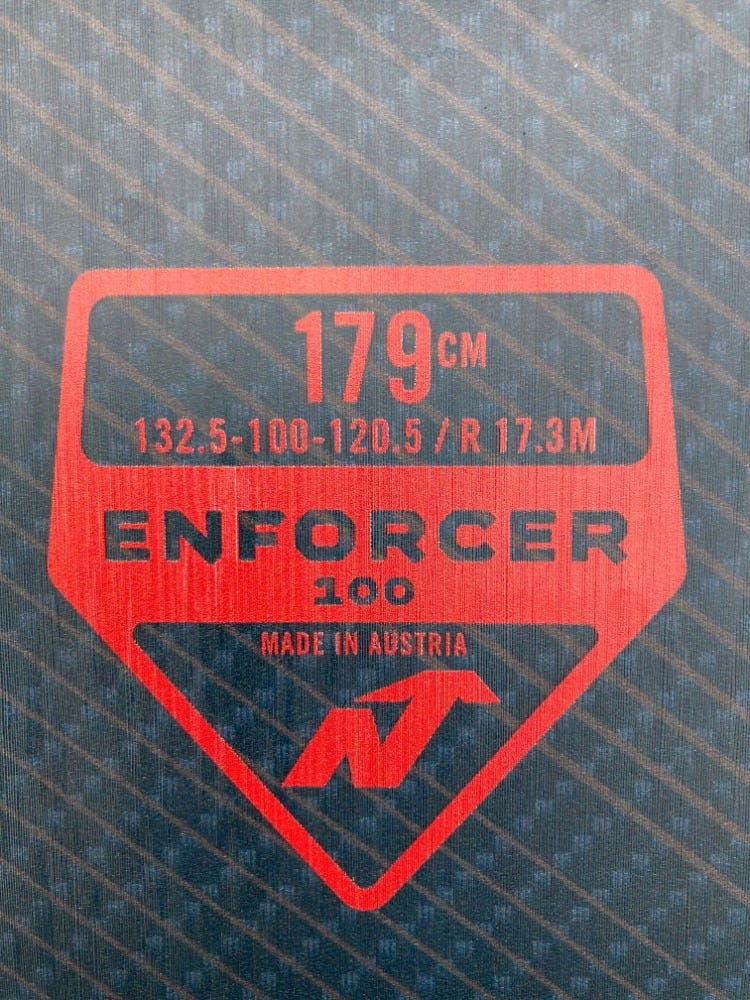 179CM
132.5-100-120.5 / R 17.3M
ENFORCER
100
MADE IN AUSTRIA